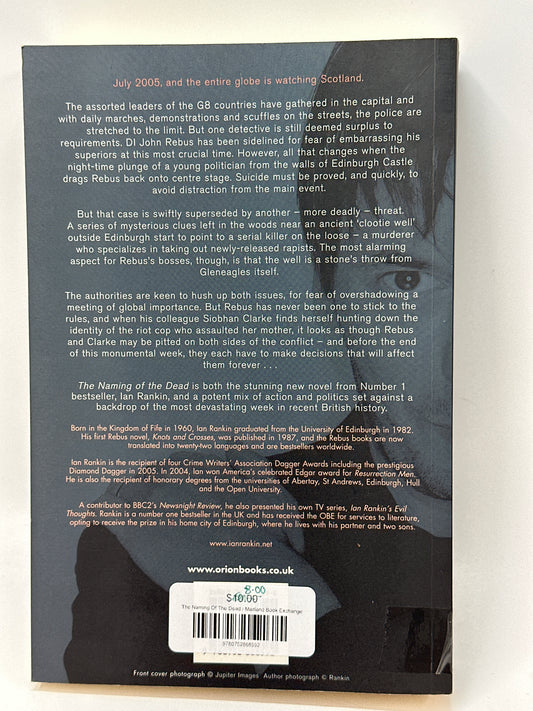 July 2005, and the entire globe is watching Scotland.
The assorted leaders of the G8 countries have gathered in the capital and
with daily marches, demonstrations and scuffles on the streets, the police are
stretched to the limit. But one detective is still deemed surplus to
requirements. DI John Rebus has been sidelined for fear of embarrassing his
superiors at this most crucial time. However, all that changes when the
night-time plunge of a young politician from the walls of Edinburgh Castle
drags Rebus back onto centre stage. Suicide must be proved, and quickly, to
avoid distraction from the main event.
But that case is swiftly superseded by another – more deadly – threat.
A series of mysterious clues left in the woods near an ancient 'clootie well'
outside Edinburgh start to point to a serial killer on the loose – a murderer
who specializes in taking out newly-released rapists. The most alarming
aspect for Rebus's bosses, though, is that the well is a stone's throw from
Gleneagles itself.
The authorities are keen to hush up both issues, for fear of overshadowing a
meeting of global importance. But Rebus has never been one to stick to the
rules, and when his colleague Siobhan Clarke finds herself hunting down the
identity of the riot cop who assaulted her mother, it looks as though Rebus
and Clarke may be pitted on both sides of the conflict – and before the end
of this monumental week, they each have to make decisions that will affect
them forever . . .
The Naming of the Dead is both the stunning new novel from Number 1
bestseller, Ian Rankin, and a potent mix of action and politics set against a
backdrop of the most devastating week in recent British history.
Born in the Kingdom of Fife in 1960, Ian Rankin graduated from the University of Edinburgh in 1982.
His first Rebus novel, Knots and Crosses, was published in 1987, and the Rebus books are now
translated into twenty-two languages and are bestsellers worldwide.
Ian Rankin is the recipient of four Crime Writers' Association Dagger Awards including the prestigious
Diamond Dagger in 2005. In 2004, Ian won America's celebrated Edgar award for Resurrection Men.
He is also the recipient of honorary degrees from the universities of Abertay, St Andrews, Edinburgh, Hull
and the Open University.
A contributor to BBC2's Newsnight Review, he also presented his own TV series, Ian Rankin's Evil
Thoughts. Rankin is a number one bestseller in the UK and has received the OBE for services to literature,
opting to receive the prize in his home city of Edinburgh, where he lives with his partner and two sons.
www.ianrankin.net
www.orionbooks.co.uk
8.00
$10.00
The Naming Of The Dead - Maitland Book Exchange
9780752868592
Front cover photograph © Jupiter Images Author photograph © Rankin.